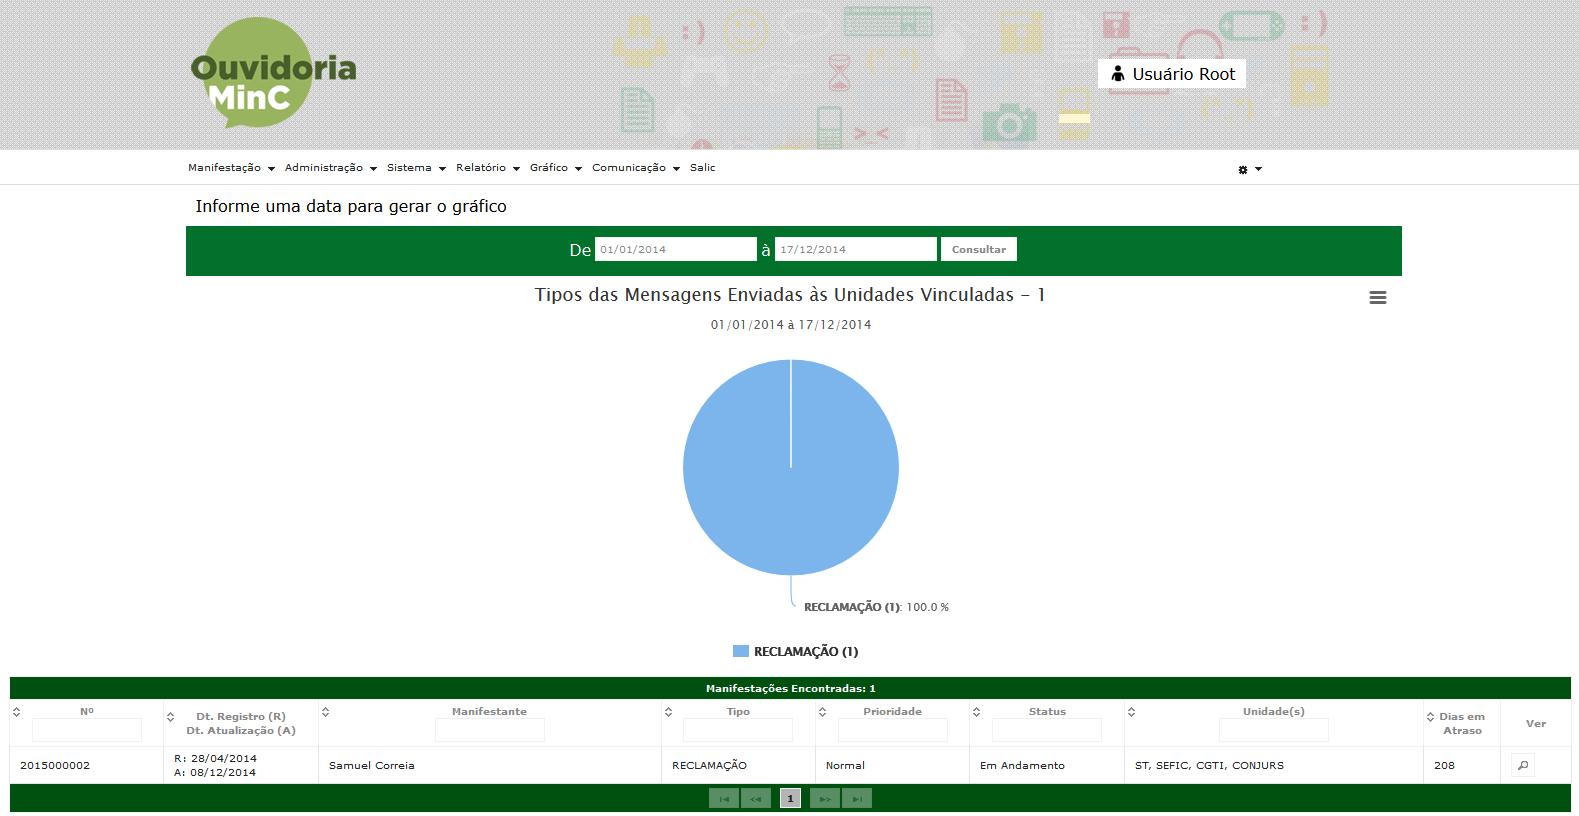 Ouvidoria
MinC
:)
:)
>_<
Usuário Root
Manifestação Administração Sistema Relatório Gráfico Comunicação Salic
Informe uma data para gerar o gráfico
De 01/01/2014 à 17/12/2014 Consultar
Tipos das Mensagens Enviadas às Unidades Vinculadas - 1
01/01/2014 à 17/12/2014
RECLAMAÇÃO (1): 100.0 %
RECLAMAÇÃO (1)
Manifestações Encontradas: 1
Nº Dt. Registro (R) Dt. Atualização (A) Manifestante Tipo Prioridade Status Unidade(s) Dias em Atraso Ver
2015000002 R: 28/04/2014 A: 08/12/2014 Samuel Correia RECLAMAÇÃO Normal Em Andamento ST, SEFIC, CGTI, CONJURS 208
1